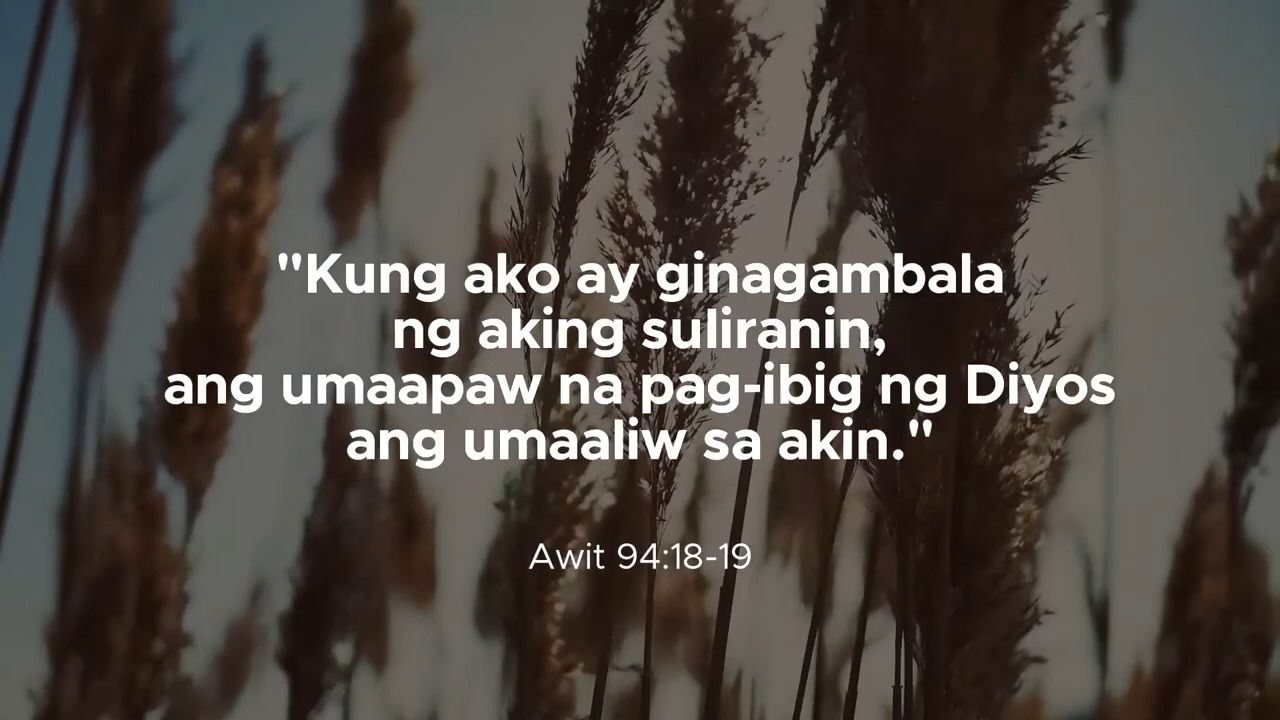 "Kung ako ay ginagambala
ng aking suliranin,
ang umaapaw na pag-ibig ng Diyos
ang umaaliw sa akin."
Awit 94:18-19